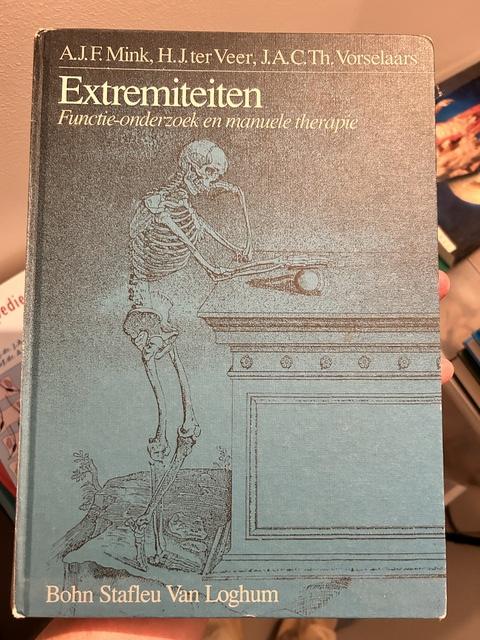 A.J.F. Mink, H.J. ter Veer, J.A.C.Th. Vorselaars
Extremiteiten
Functie-onderzoek en manuele therapie
Bohn Stafleu Van Loghum